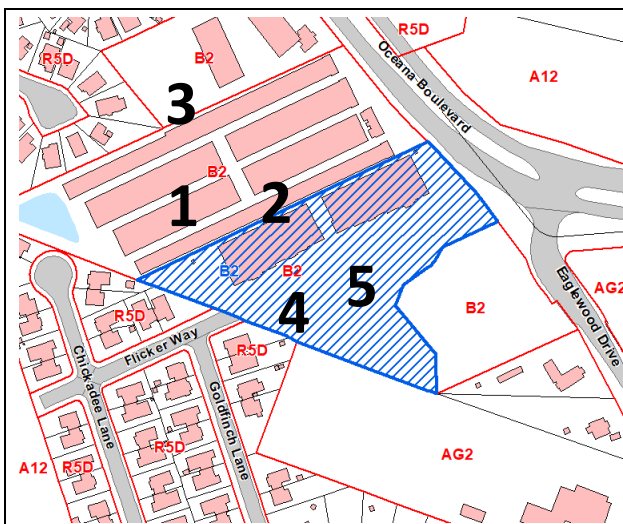 R5D
A12
B2
R5D
Oceana Boulevard
3
B2
1
2
B2
B2
5
4
B2
AG2
Eaglewood Drive
R5D
Flicker Way
R5D
Chickadee Lane
Goldfinch Lane
A12
R5D
R5D
AG2